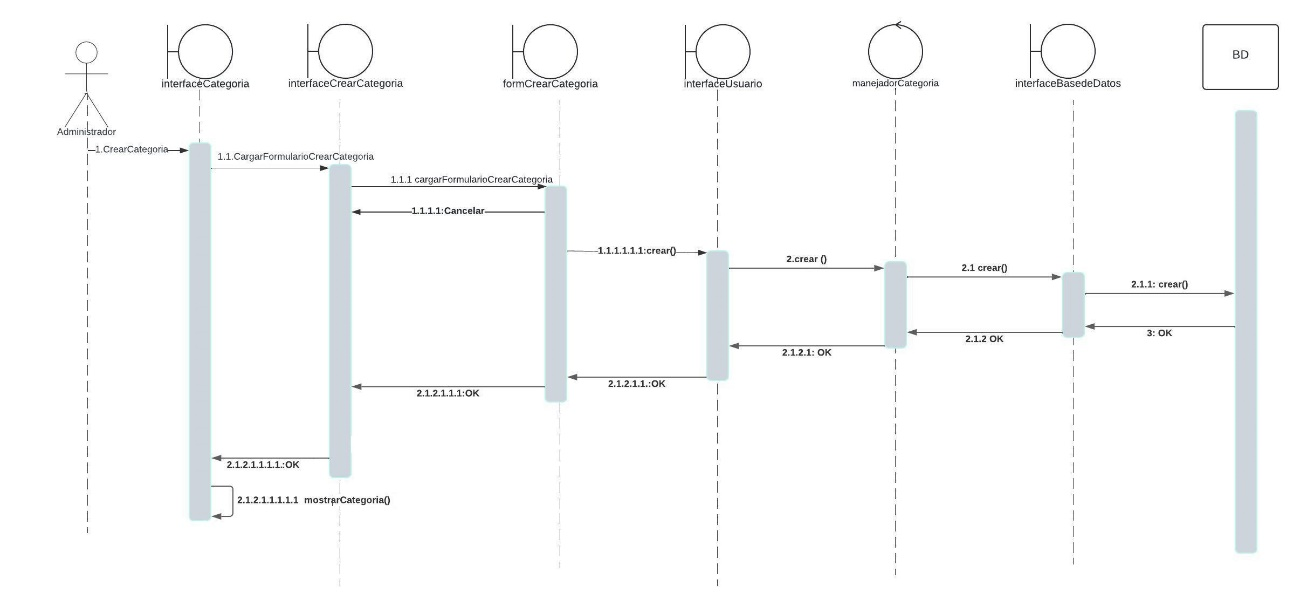 BD
interfaceCategoria
interfaceCrearCategoria
formCrearCategoria
interfaceUsuario
manejadorCategoria
interfaceBasedeDatos
Administrador
1.CrearCategoria
1.1.CargarFormularioCrearCategoria
1.1.1 cargarFormularioCrearCategoria
1.1.1.1:Cancelar
1.1.1.1.1.1:crear()
2.crear ()
2.1 crear()
2.1.1: crear()
3: OK
2.1.2 OK
2.1.2.1: OK
2.1.2.1.1.:OK
2.1.2.1.1.1:OK
2.1.2.1.1.1.1.:OK
2.1.2.1.1.1.1.1 mostrarCategoria()